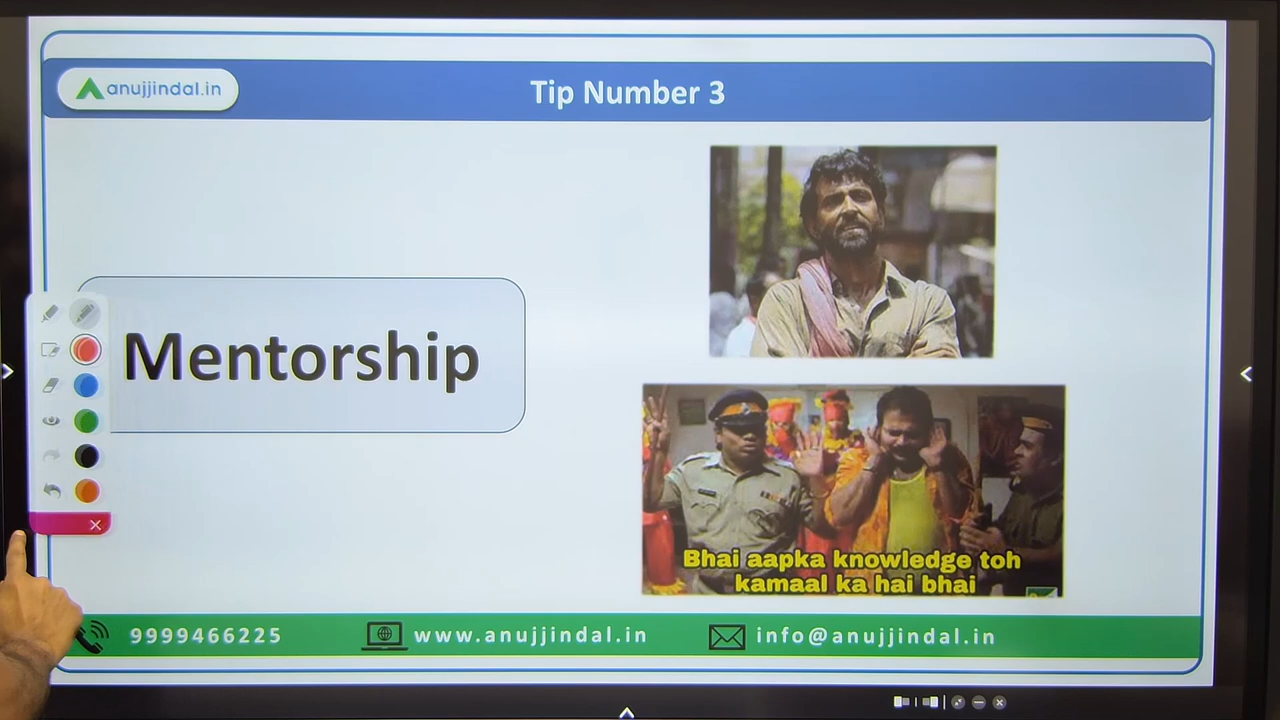 anujjindal.in
Tip Number 3
Mentorship
Bhai aapka knowledge toh
kamaal ka hai bhai
9999466225
www.anujjindal.in
info@anujjindal.in